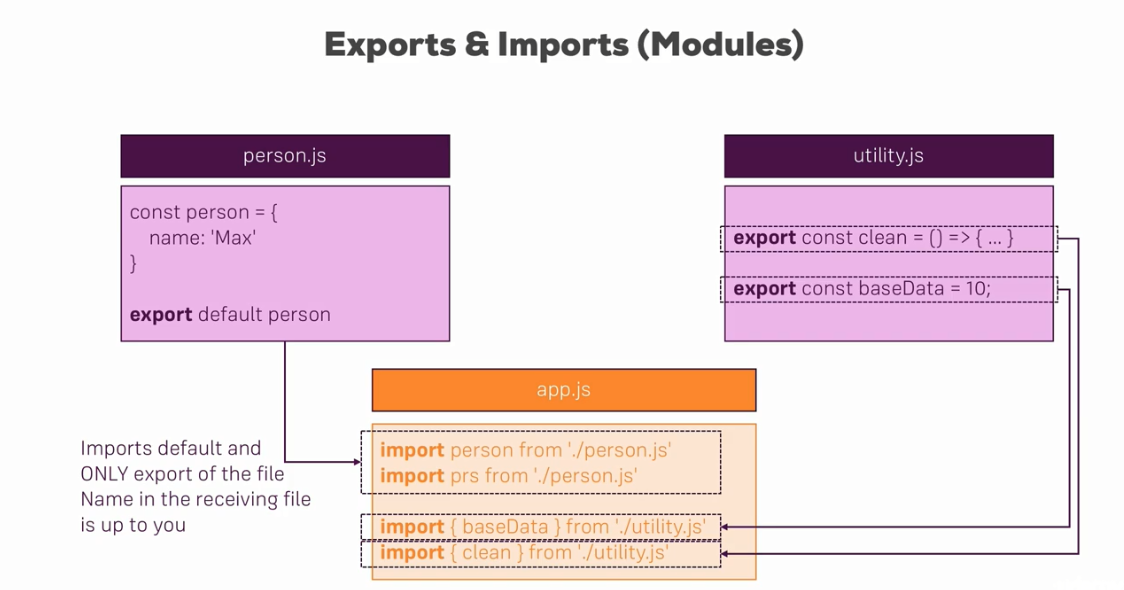 Exports & Imports (Modules)
person.js
const person = {
name: 'Max'
}
export default person
utility.js
export const clean = () => { ... }
export const baseData = 10;
app.js
import person from './person.js'
import prs from './person.js'
import { baseData } from './utility.js'
import { clean } from './utility.js'
Imports default and
ONLY export of the file
Name in the receiving file
is up to you